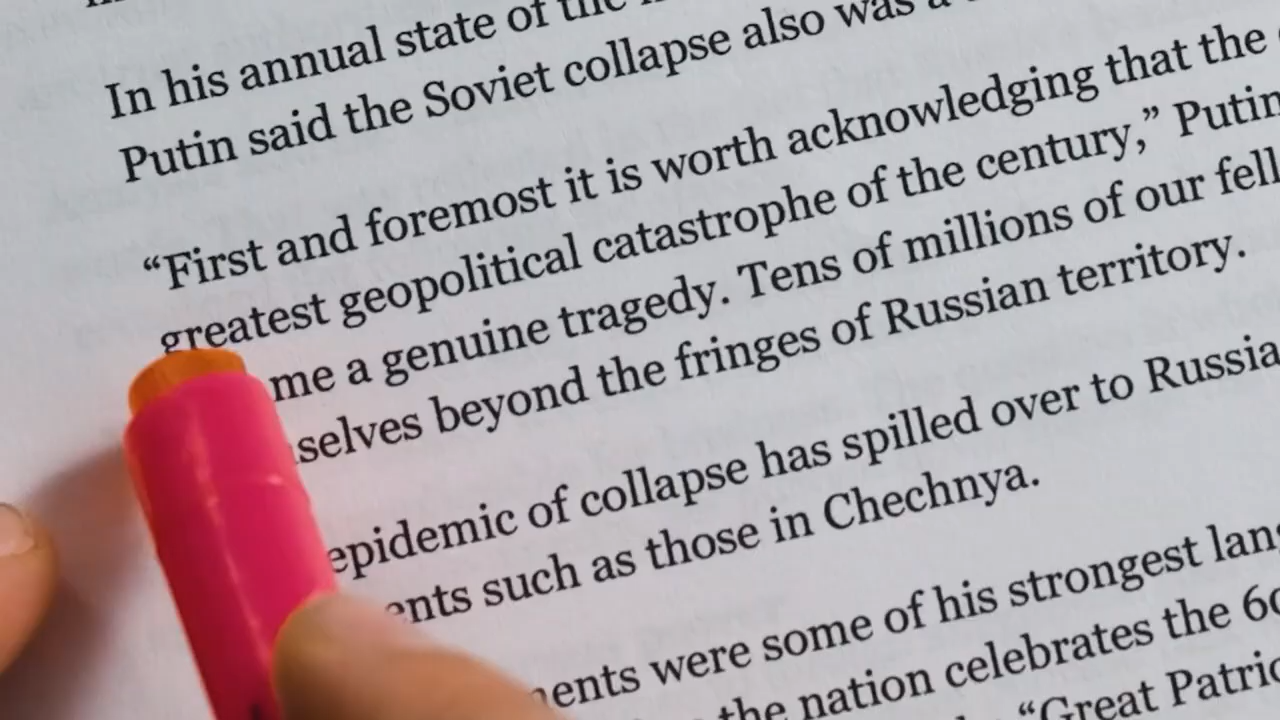 In his annual state of the
Putin said the Soviet collapse also was a
“First and foremost it is worth acknowledging that the
greatest geopolitical catastrophe of the century,” Putin
me a genuine tragedy. Tens of millions of our fell
selves beyond the fringes of Russian territory.
epidemic of collapse has spilled over to Russia
ents such as those in Chechnya.
ents were some of his strongest lang
the nation celebrates the 60
“Great Patrio